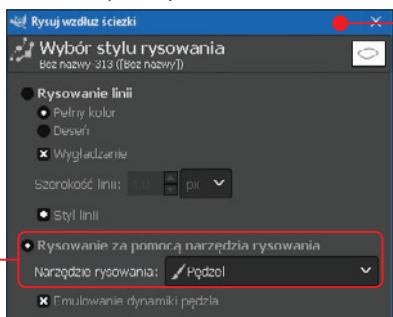 Rysuj wzdłuż ścieżki
Wybór stylu rysowania
Bez nazwy-313 ([Bez nazwy])
Rysowanie linii
Pełny kolor
Deseń
Wygładzanie
Szerokość linii: px
Styl linii
Rysowanie za pomocą narzędzia rysowania
Narzędzie rysowania: Pędzel
Emulowanie dynamiki pędzla